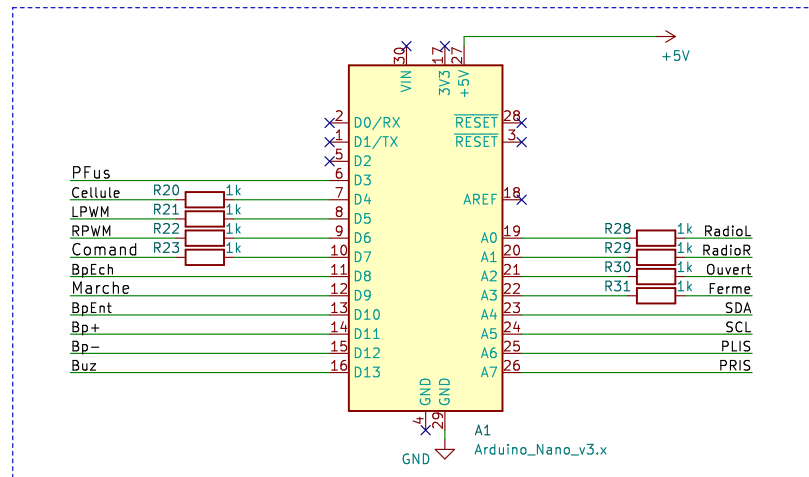 30 17 27
+5V
VIN 3V3 +5V
2 D0/RX RESET 28
1 D1/TX RESET 3
5 D2
PFus 6 D3
Cellule R20 1k 7 D4 AREF 18
LPWM R21 1k 8 D5
RPWM R22 1k 9 D6 A0 19 R28 1k RadioL
Comand R23 1k 10 D7 A1 20 R29 1k RadioR
BpEch 11 D8 A2 21 R30 1k Ouvert
Marche 12 D9 A3 22 R31 1k Ferme
BpEnt 13 D10 A4 23 SDA
Bp+ 14 D11 A5 24 SCL
Bp- 15 D12 A6 25 PLIS
Buz 16 D13 A7 26 PRIS
GND GND
4 29
A1
Arduino_Nano_v3.x
GND